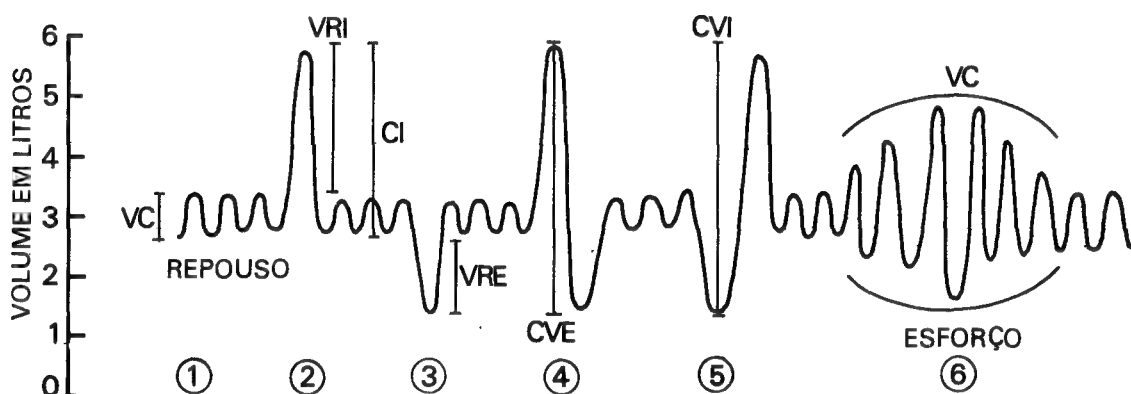 VOLUME EM LITROS
6
5
4
3
2
1
0
VC
REPOUSO
VRI
CI
VRE
CVE
CVI
VC
ESFORÇO
1 2 3 4 5 6